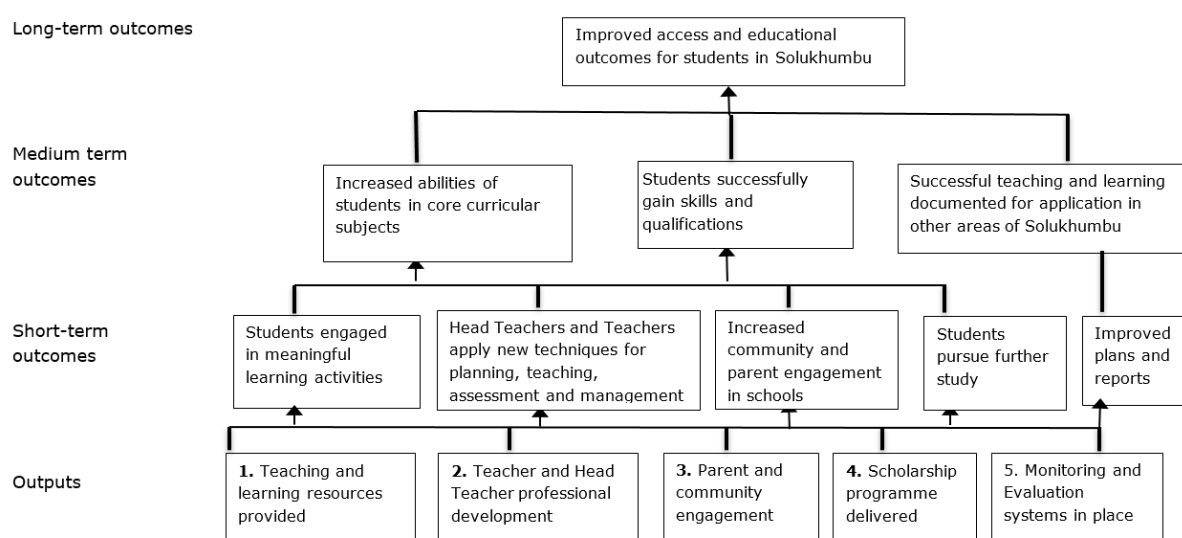 Long-term outcomes
Improved access and educational
outcomes for students in Solukhumbu
Medium term
outcomes
Increased abilities of
students in core curricular
subjects
Students successfully
gain skills and
qualifications
Successful teaching and learning
documented for application in
other areas of Solukhumbu
Short-term
outcomes
Students engaged
in meaningful
learning activities
Head Teachers and Teachers
apply new techniques for
planning, teaching,
assessment and management
Increased
community and
parent engagement
in schools
Students
pursue further
study
Improved
plans and
reports
Outputs
1. Teaching and
learning resources
provided
2. Teacher and Head
Teacher professional
development
3. Parent and
community
engagement
4. Scholarship
programme
delivered
5. Monitoring and
Evaluation
systems in place